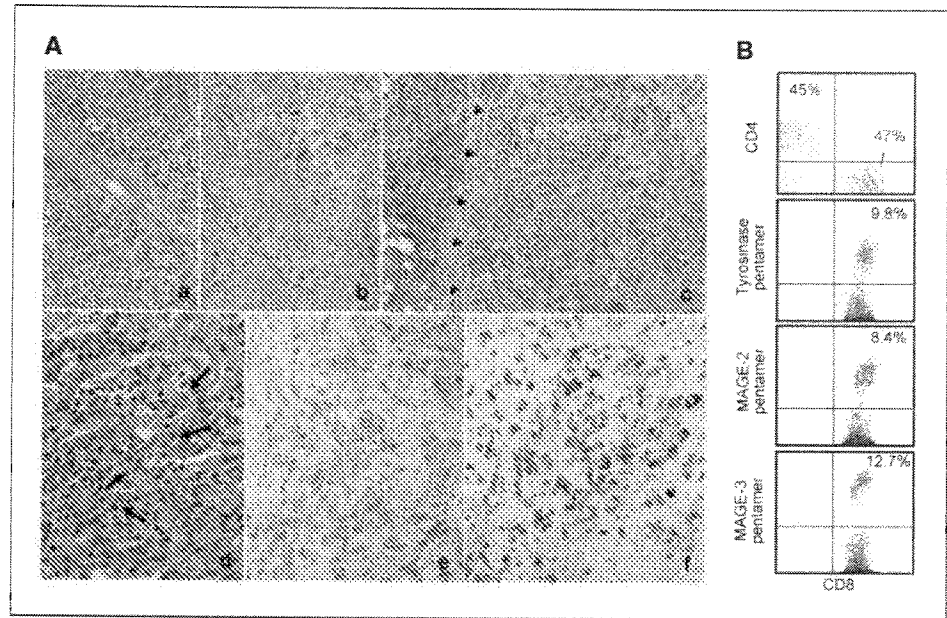 A
B
a
b
c
d
e
f
45%
47%
CD4
9.8%
Tyrosinase
pentamer
8.4%
MAGE-2
pentamer
12.7%
MAGE-3
pentamer
CD8